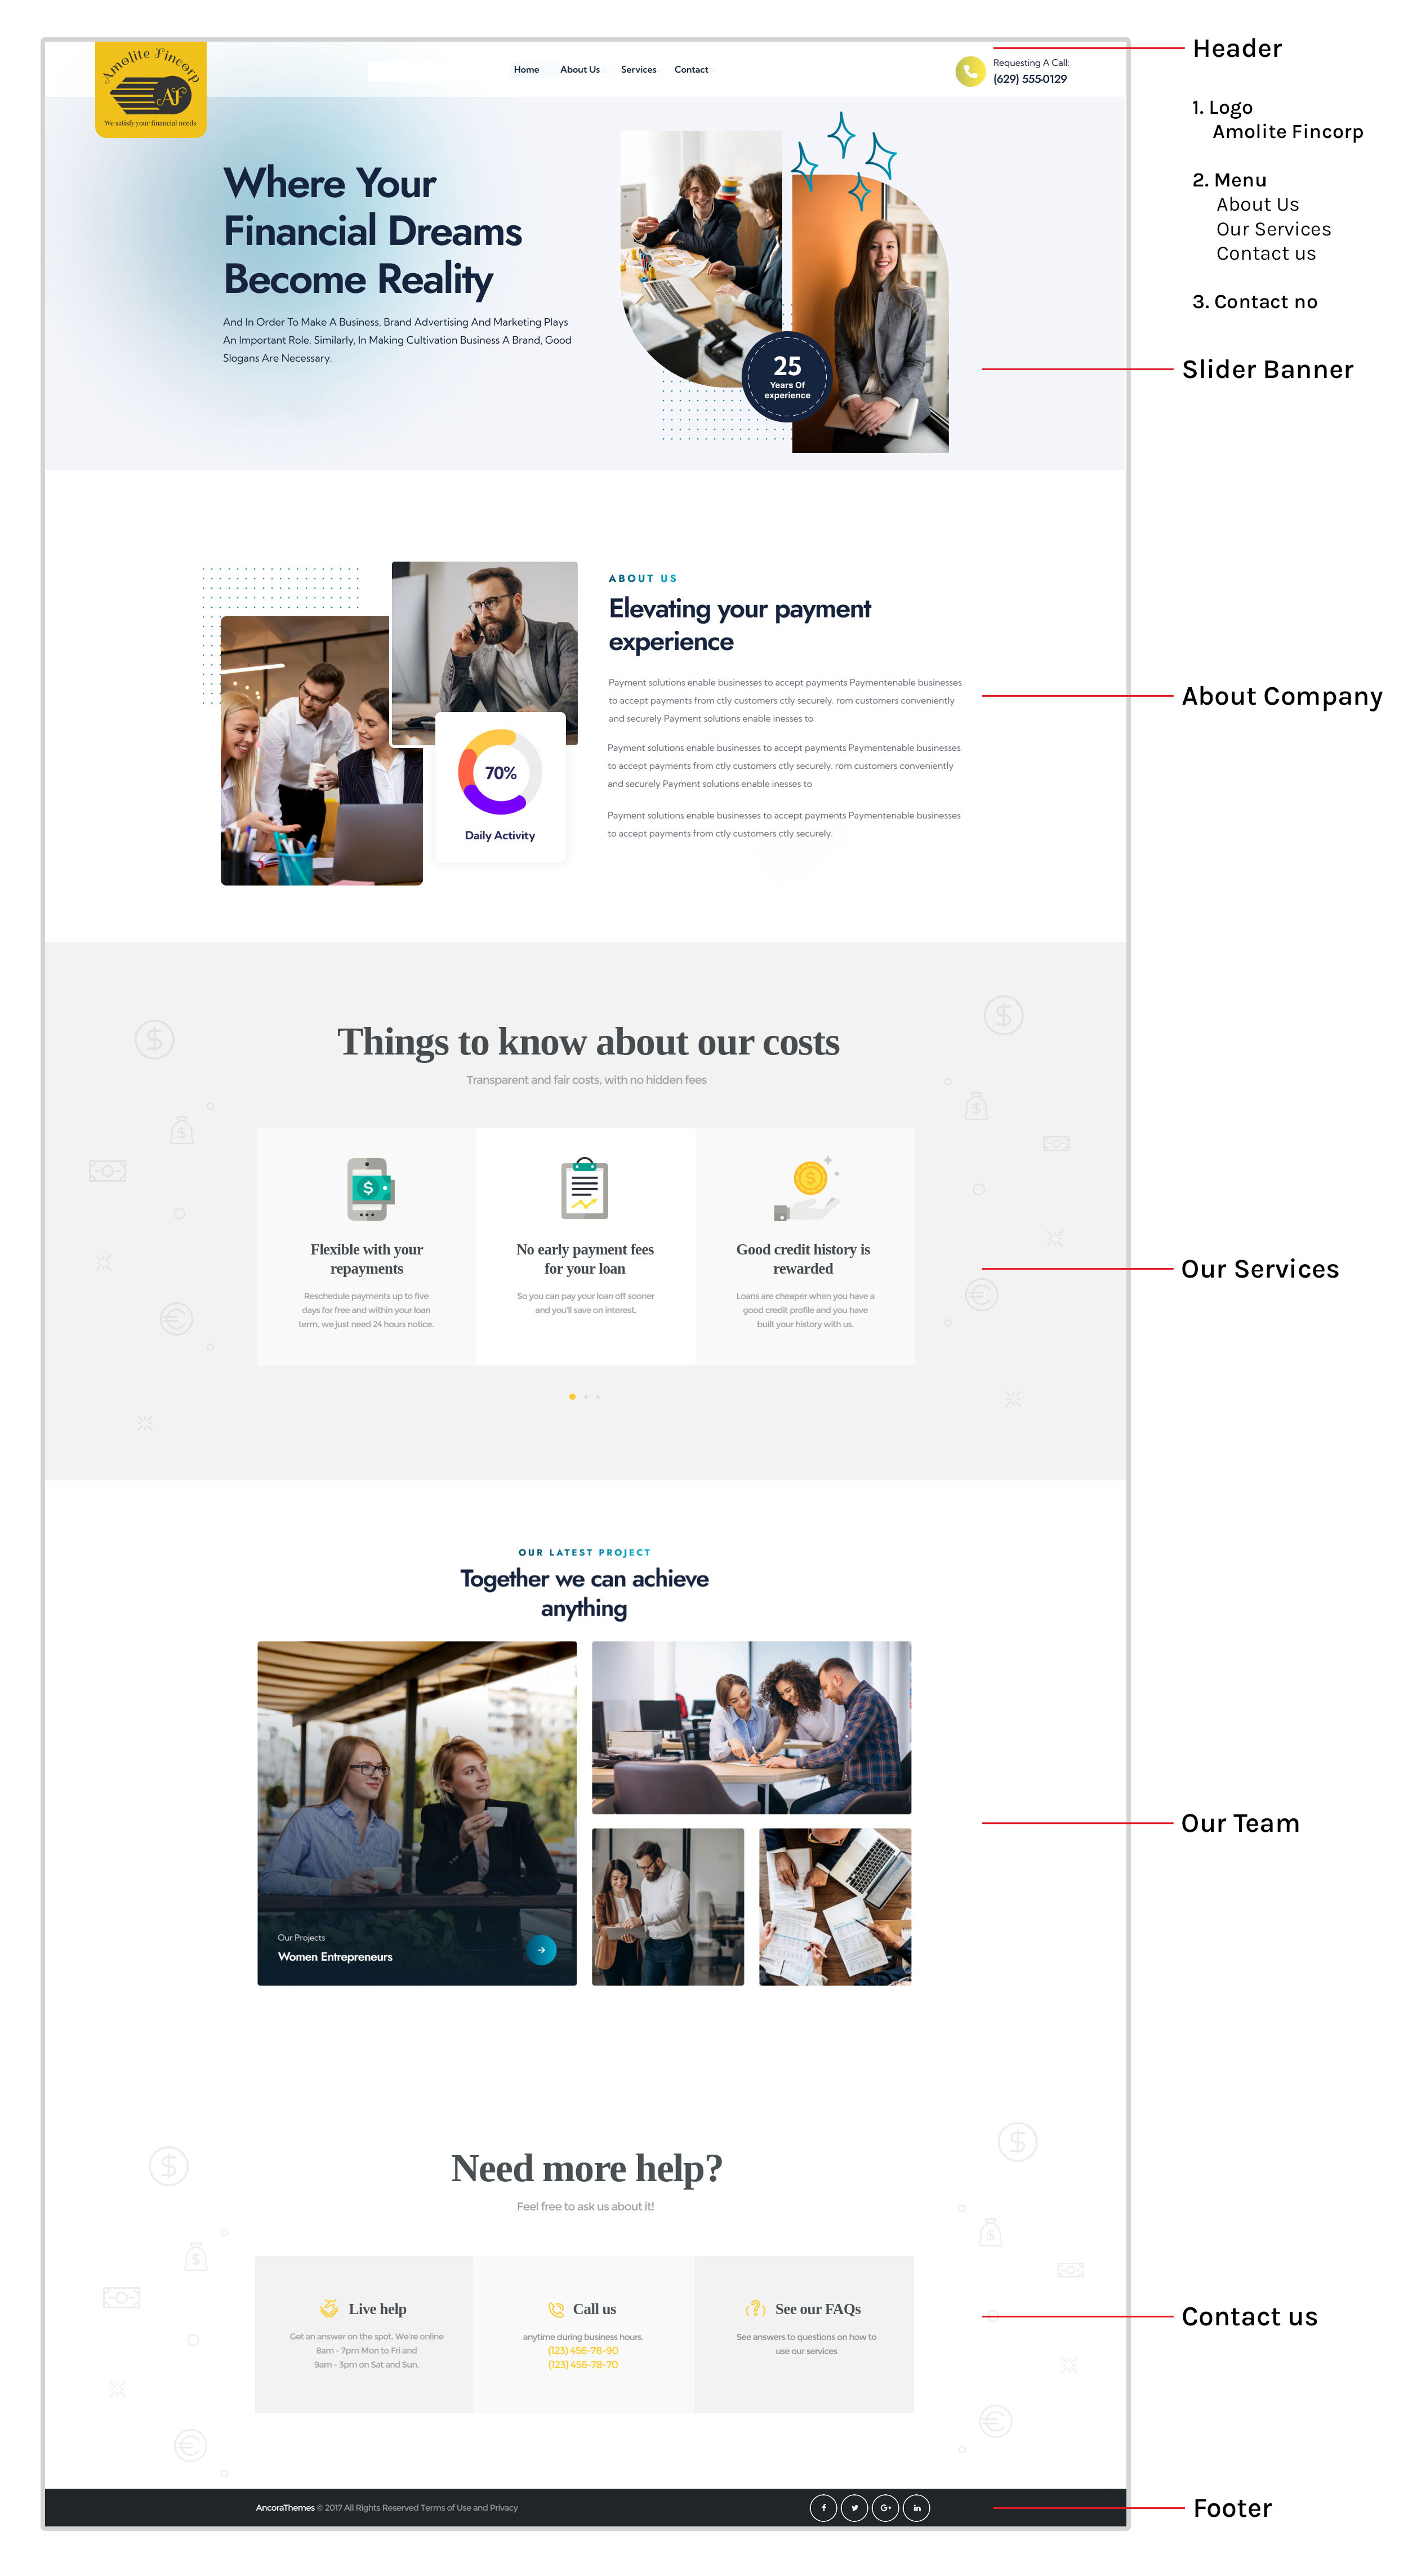 Amolite Fincorp
AF
We satisfy your financial needs
Home About Us Services Contact
Requesting A Call:
(629) 555-0129
Header
1. Logo
Amolite Fincorp
2. Menu
About Us
Our Services
Contact us
3. Contact no
Where Your
Financial Dreams
Become Reality
And In Order To Make A Business, Brand Advertising And Marketing Plays
An Important Role. Similarly, In Making Cultivation Business A Brand, Good
Slogans Are Necessary.
25
Years Of
experience
Slider Banner
ABOUT US
Elevating your payment
experience
Payment solutions enable businesses to accept payments Paymentenable businesses
to accept payments from ctly customers ctly securely. rom customers conveniently
and securely Payment solutions enable inesses to
Payment solutions enable businesses to accept payments Paymentenable businesses
to accept payments from ctly customers ctly securely. rom customers conveniently
and securely Payment solutions enable inesses to
Payment solutions enable businesses to accept payments Paymentenable businesses
to accept payments from ctly customers ctly securely.
70%
Daily Activity
About Company
Things to know about our costs
Transparent and fair costs, with no hidden fees
Flexible with your
repayments
Reschedule payments up to five
days for free and within your loan
term, we just need 24 hours notice.
No early payment fees
for your loan
So you can pay your loan off sooner
and you'll save on interest.
Good credit history is
rewarded
Loans are cheaper when you have a
good credit profile and you have
built your history with us.
Our Services
OUR LATEST PROJECT
Together we can achieve
anything
Our Projects
Women Entrepreneurs
Our Team
Need more help?
Feel free to ask us about it!
Live help
Get an answer on the spot. We're online
8am - 7pm Mon to Fri and
9am - 3pm on Sat and Sun.
Call us
anytime during business hours.
(123) 456-78-90
(123) 456-78-70
See our FAQs
See answers to questions on how to
use our services
Contact us
AncoraThemes © 2017 All Rights Reserved Terms of Use and Privacy
Footer